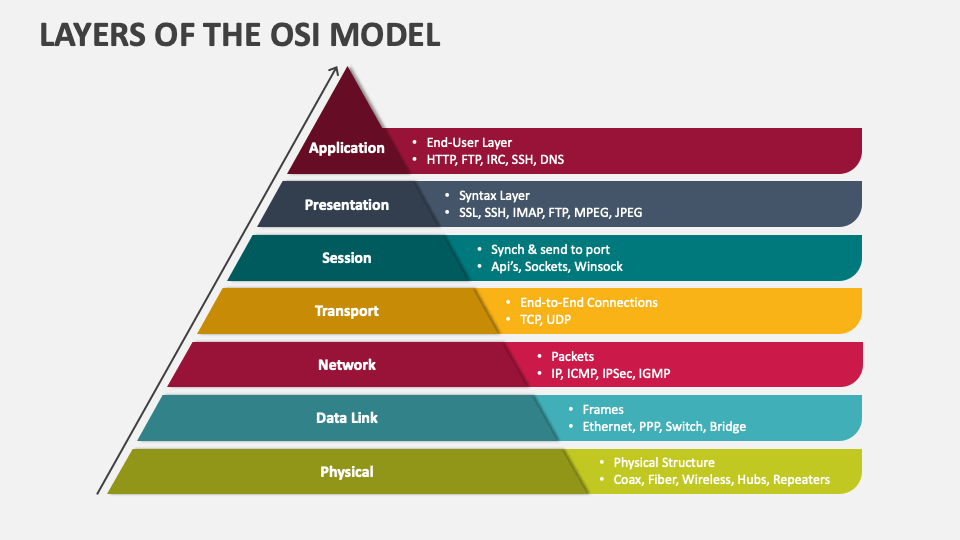 LAYERS OF THE OSI MODEL
Application
• End-User Layer
• HTTP, FTP, IRC, SSH, DNS
Presentation
• Syntax Layer
• SSL, SSH, IMAP, FTP, MPEG, JPEG
Session
• Synch & send to port
• Api’s, Sockets, Winsock
Transport
• End-to-End Connections
• TCP, UDP
Network
• Packets
• IP, ICMP, IPSec, IGMP
Data Link
• Frames
• Ethernet, PPP, Switch, Bridge
Physical
• Physical Structure
• Coax, Fiber, Wireless, Hubs, Repeaters